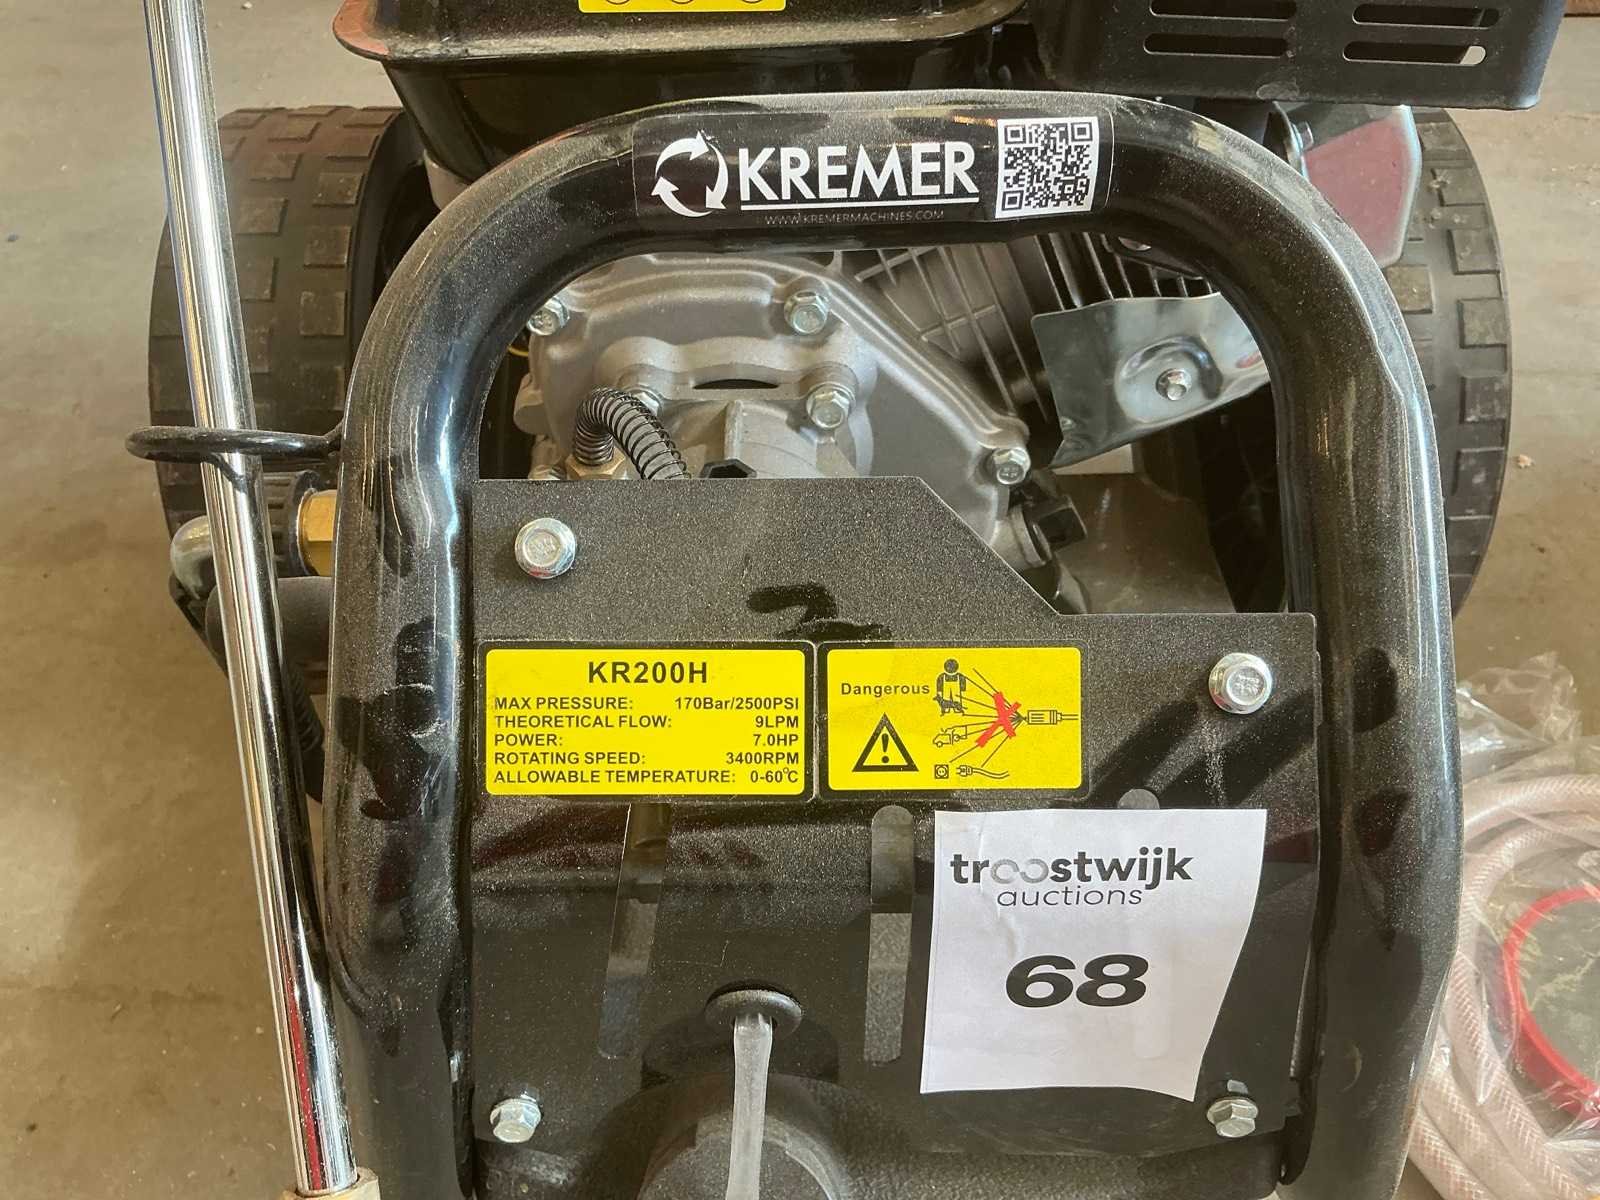 KREMER
WWW.KREMERMACHINES.COM
KR200H
MAX PRESSURE: 170Bar/2500PSI
THEORETICAL FLOW: 9LPM
POWER: 7.0HP
ROTATING SPEED: 3400RPM
ALLOWABLE TEMPERATURE: 0-60℃
Dangerous
troostwijk
auctions
68